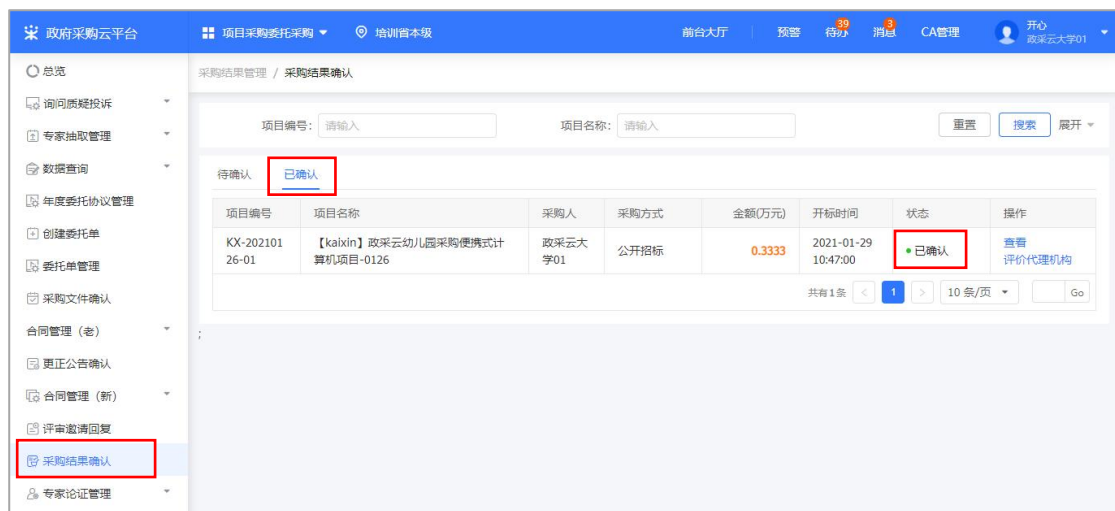 政府采购云平台
项目采购委托采购
培训省本级
前台大厅
预警
待办
39
消息
3
CA管理
开心
政采云大学01
总览
询问质疑投诉
专家抽取管理
数据查询
年度委托协议管理
创建委托单
委托单管理
采购文件确认
合同管理（老）
更正公告确认
合同管理（新）
评审邀请回复
采购结果确认
专家论证管理
采购结果管理 / 采购结果确认
项目编号： 请输入
项目名称： 请输入
重置
搜索
展开
待确认
已确认
项目编号 项目名称 采购人 采购方式 金额(万元) 开标时间 状态 操作
KX-202101 【kaixin】政采云幼儿园采购便携式计 政采云大 公开招标 0.3333 2021-01-29 已确认 查看
26-01 算机项目-0126 学01 10:47:00 评价代理机构
共有1条 < 1 > 10 条/页 Go
;